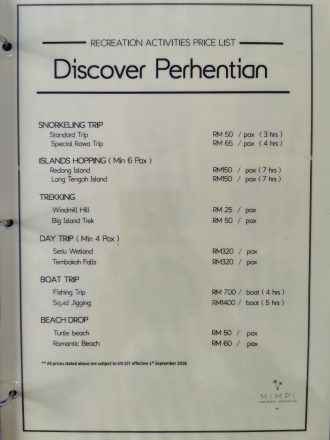 RECREATION ACTIVITIES PRICE LIST
Discover Perhentian
SNORKELING TRIP
Standard Trip RM 50 / pax ( 3 hrs )
Special Rawa Trip RM 65 / pax ( 4 hrs )
ISLANDS HOPPING ( Min 6 Pax )
Redang Island RM150 / pax ( 7 hrs )
Lang Tengah Island RM150 / pax ( 7 hrs )
TREKKING
Windmill Hill RM 25 / pax
Big Island Trek RM 50 / pax
DAY TRIP ( Min 4 Pax )
Setiu Wetland RM320 / pax
Tembakah Falls RM320 / pax
BOAT TRIP
Fishing Trip RM 700 / boat ( 4 hrs )
Squid Jigging RM1400 / boat ( 5 hrs )
BEACH DROP
Turtle beach RM 50 / pax
Romantic Beach RM 60 / pax
** All prices stated above are subject to 6% SST effective 1st September 2018
MIMPI